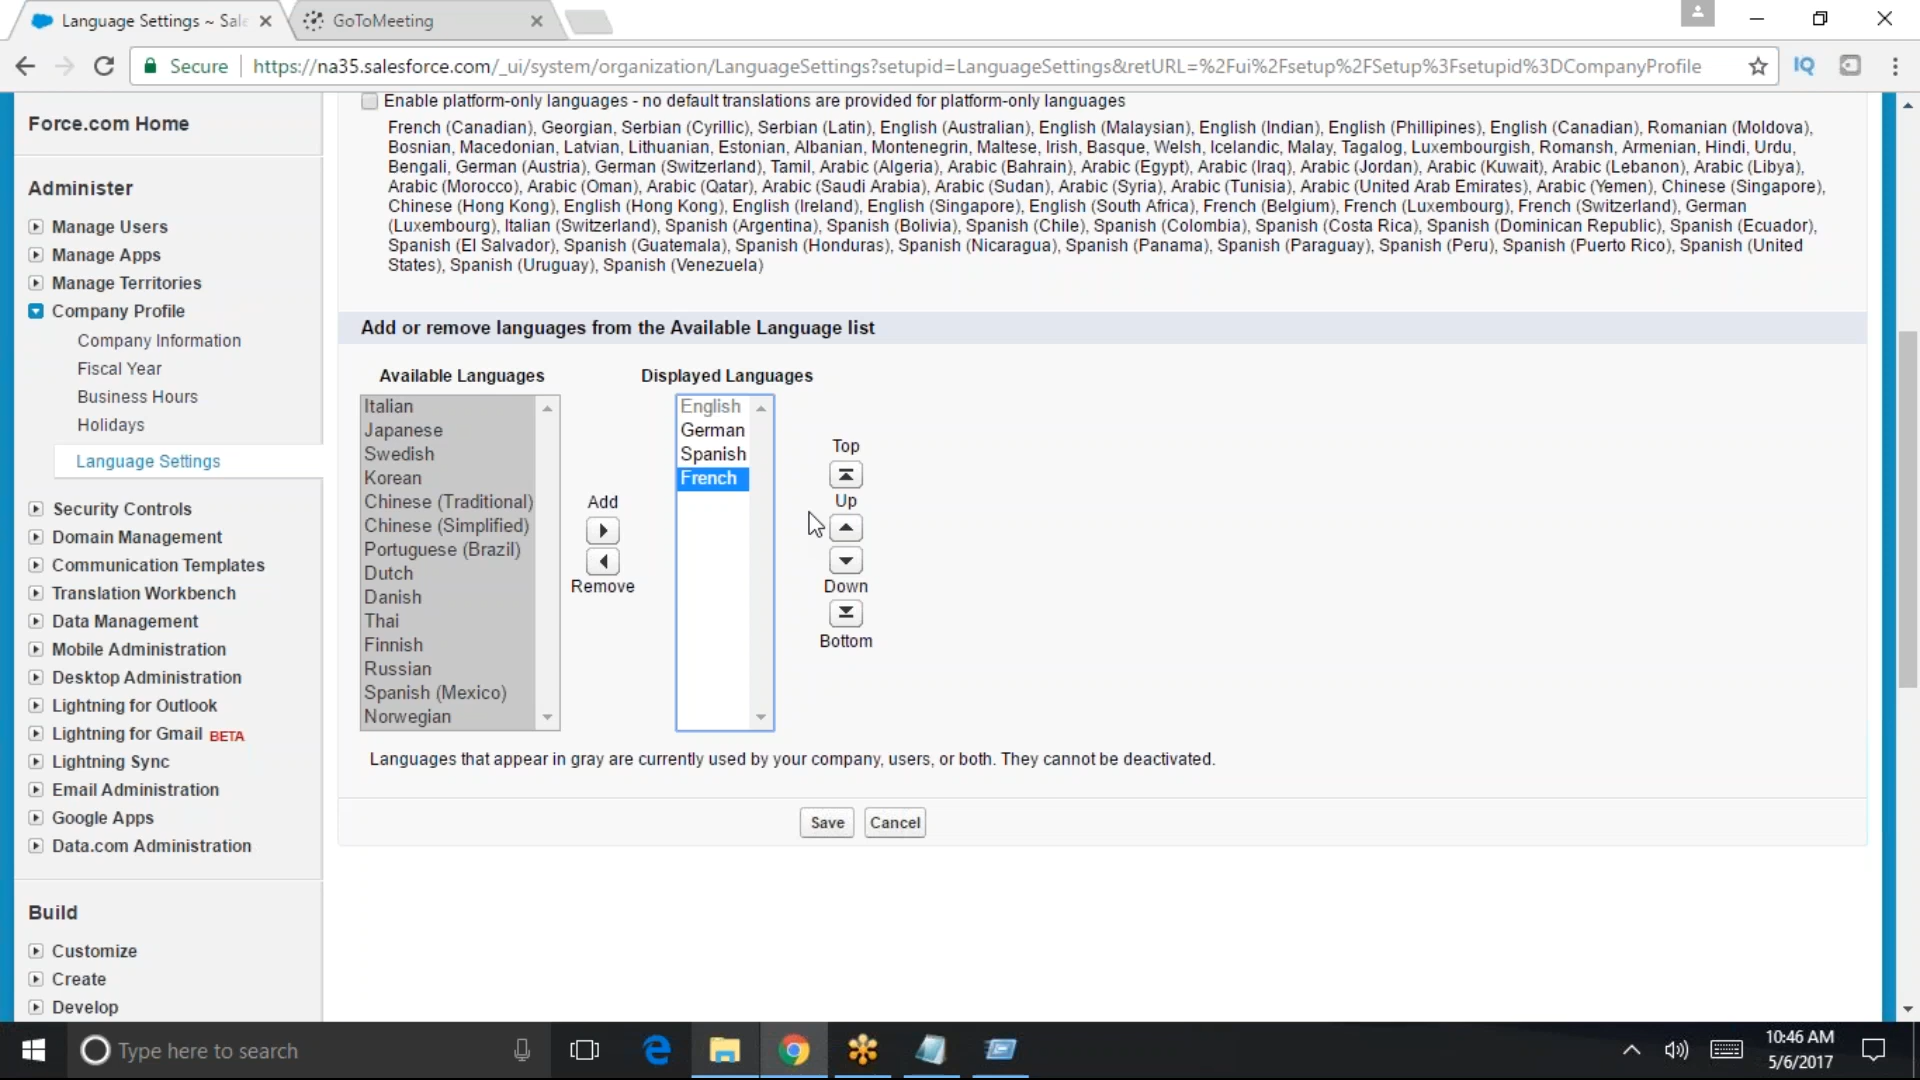 Language Settings ~ Sale
GoToMeeting
Secure
https://na35.salesforce.com/_ui/system/organization/LanguageSettings?setupid=LanguageSettings&retURL=%2Fui%2Fsetup%2FSetup%3Fsetupid%3DCompanyProfile
IQ
Force.com Home
Administer
Manage Users
Manage Apps
Manage Territories
Company Profile
Company Information
Fiscal Year
Business Hours
Holidays
Language Settings
Security Controls
Domain Management
Communication Templates
Translation Workbench
Data Management
Mobile Administration
Desktop Administration
Lightning for Outlook
Lightning for Gmail BETA
Lightning Sync
Email Administration
Google Apps
Data.com Administration
Build
Customize
Create
Develop
Enable platform-only languages - no default translations are provided for platform-only languages
French (Canadian), Georgian, Serbian (Cyrillic), Serbian (Latin), English (Australian), English (Malaysian), English (Indian), English (Phillipines), English (Canadian), Romanian (Moldova),
Bosnian, Macedonian, Latvian, Lithuanian, Estonian, Albanian, Montenegrin, Maltese, Irish, Basque, Welsh, Icelandic, Malay, Tagalog, Luxembourgish, Romansh, Armenian, Hindi, Urdu,
Bengali, German (Austria), German (Switzerland), Tamil, Arabic (Algeria), Arabic (Bahrain), Arabic (Egypt), Arabic (Iraq), Arabic (Jordan), Arabic (Kuwait), Arabic (Lebanon), Arabic (Libya),
Arabic (Morocco), Arabic (Oman), Arabic (Qatar), Arabic (Saudi Arabia), Arabic (Sudan), Arabic (Syria), Arabic (Tunisia), Arabic (United Arab Emirates), Arabic (Yemen), Chinese (Singapore),
Chinese (Hong Kong), English (Hong Kong), English (Ireland), English (Singapore), English (South Africa), French (Belgium), French (Luxembourg), French (Switzerland), German
(Luxembourg), Italian (Switzerland), Spanish (Argentina), Spanish (Bolivia), Spanish (Chile), Spanish (Colombia), Spanish (Costa Rica), Spanish (Dominican Republic), Spanish (Ecuador),
Spanish (El Salvador), Spanish (Guatemala), Spanish (Honduras), Spanish (Nicaragua), Spanish (Panama), Spanish (Paraguay), Spanish (Peru), Spanish (Puerto Rico), Spanish (United
States), Spanish (Uruguay), Spanish (Venezuela)
Add or remove languages from the Available Language list
Available Languages
Italian
Japanese
Swedish
Korean
Chinese (Traditional)
Chinese (Simplified)
Portuguese (Brazil)
Dutch
Danish
Thai
Finnish
Russian
Spanish (Mexico)
Norwegian
Add
Remove
Displayed Languages
English
German
Spanish
French
Top
Up
Down
Bottom
Languages that appear in gray are currently used by your company, users, or both. They cannot be deactivated.
Save
Cancel
Type here to search
10:46 AM
5/6/2017